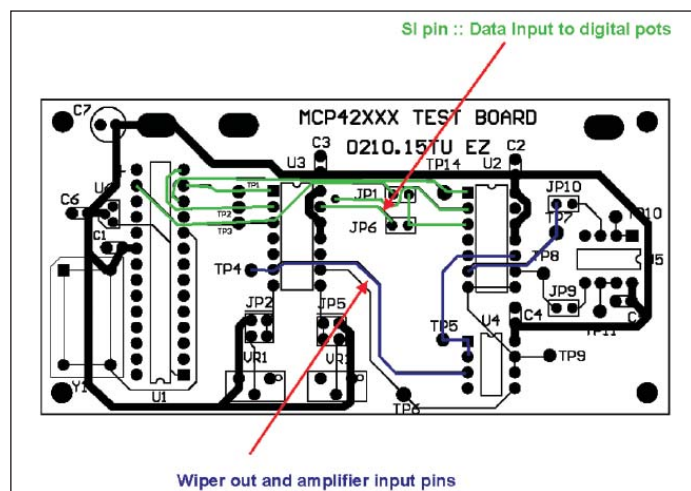 SI pin :: Data Input to digital pots
C7
MCP42XXX TEST BOARD
0210.15TU EZ
C3
C2
U3
TP14
U2
TP1
JP1
JP10
C6
TP2
TP7
TP3
JP6
C1
TP8
U5
TP4
JP9
JP2
JP5
TP5
U4
C4
TP11
VR1
TP9
Y1
U1
TP6
Wiper out and amplifier input pins